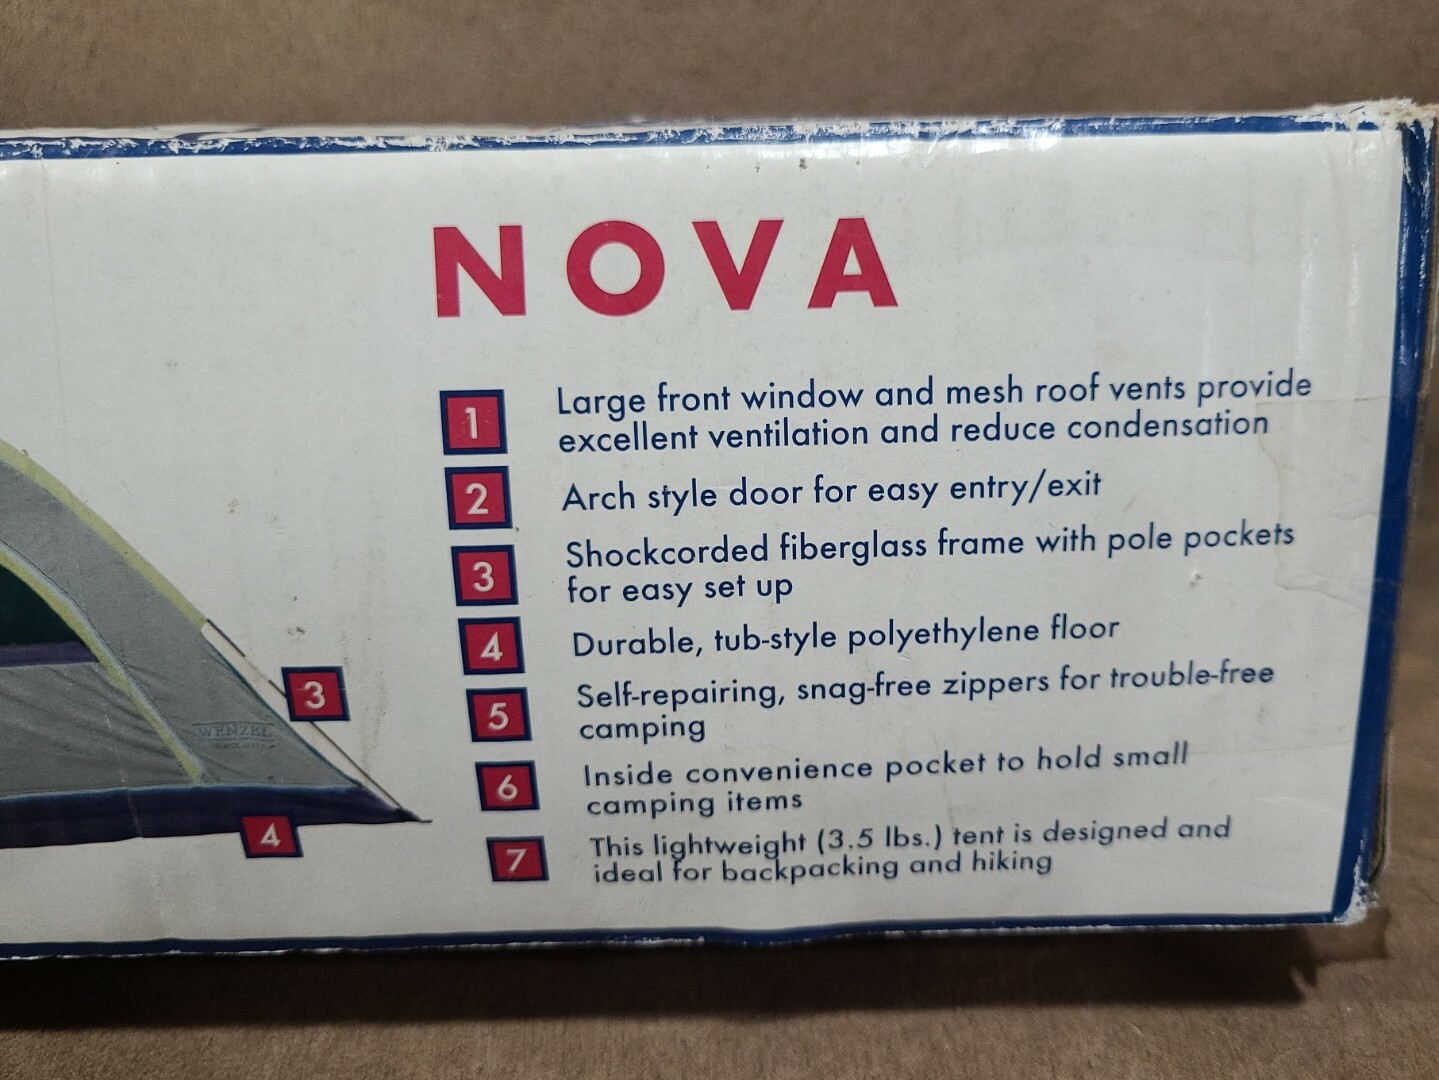 NOVA
1 Large front window and mesh roof vents provide
excellent ventilation and reduce condensation
2 Arch style door for easy entry/exit
3 Shockcorded fiberglass frame with pole pockets
for easy set up
4 Durable, tub-style polyethylene floor
5 Self-repairing, snag-free zippers for trouble-free
camping
6 Inside convenience pocket to hold small
camping items
7 This lightweight (3.5 lbs.) tent is designed and
ideal for backpacking and hiking
3
WENZEL
4